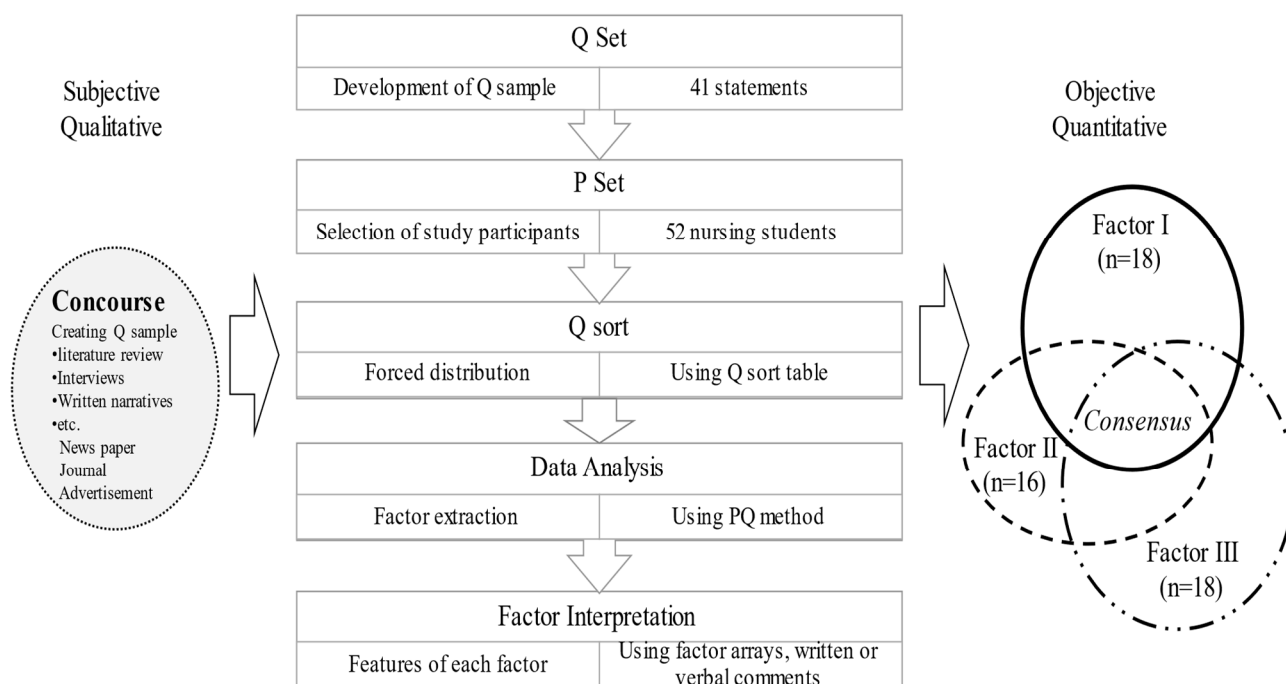 Subjective
Qualitative
Concourse
Creating Q sample
•literature review
•Interviews
•Written narratives
•etc.
News paper
Journal
Advertisement
Q Set
Development of Q sample
41 statements
P Set
Selection of study participants
52 nursing students
Q sort
Forced distribution
Using Q sort table
Data Analysis
Factor extraction
Using PQ method
Factor Interpretation
Features of each factor
Using factor arrays, written or
verbal comments
Objective
Quantitative
Factor I
(n=18)
Consensus
Factor II
(n=16)
Factor III
(n=18)